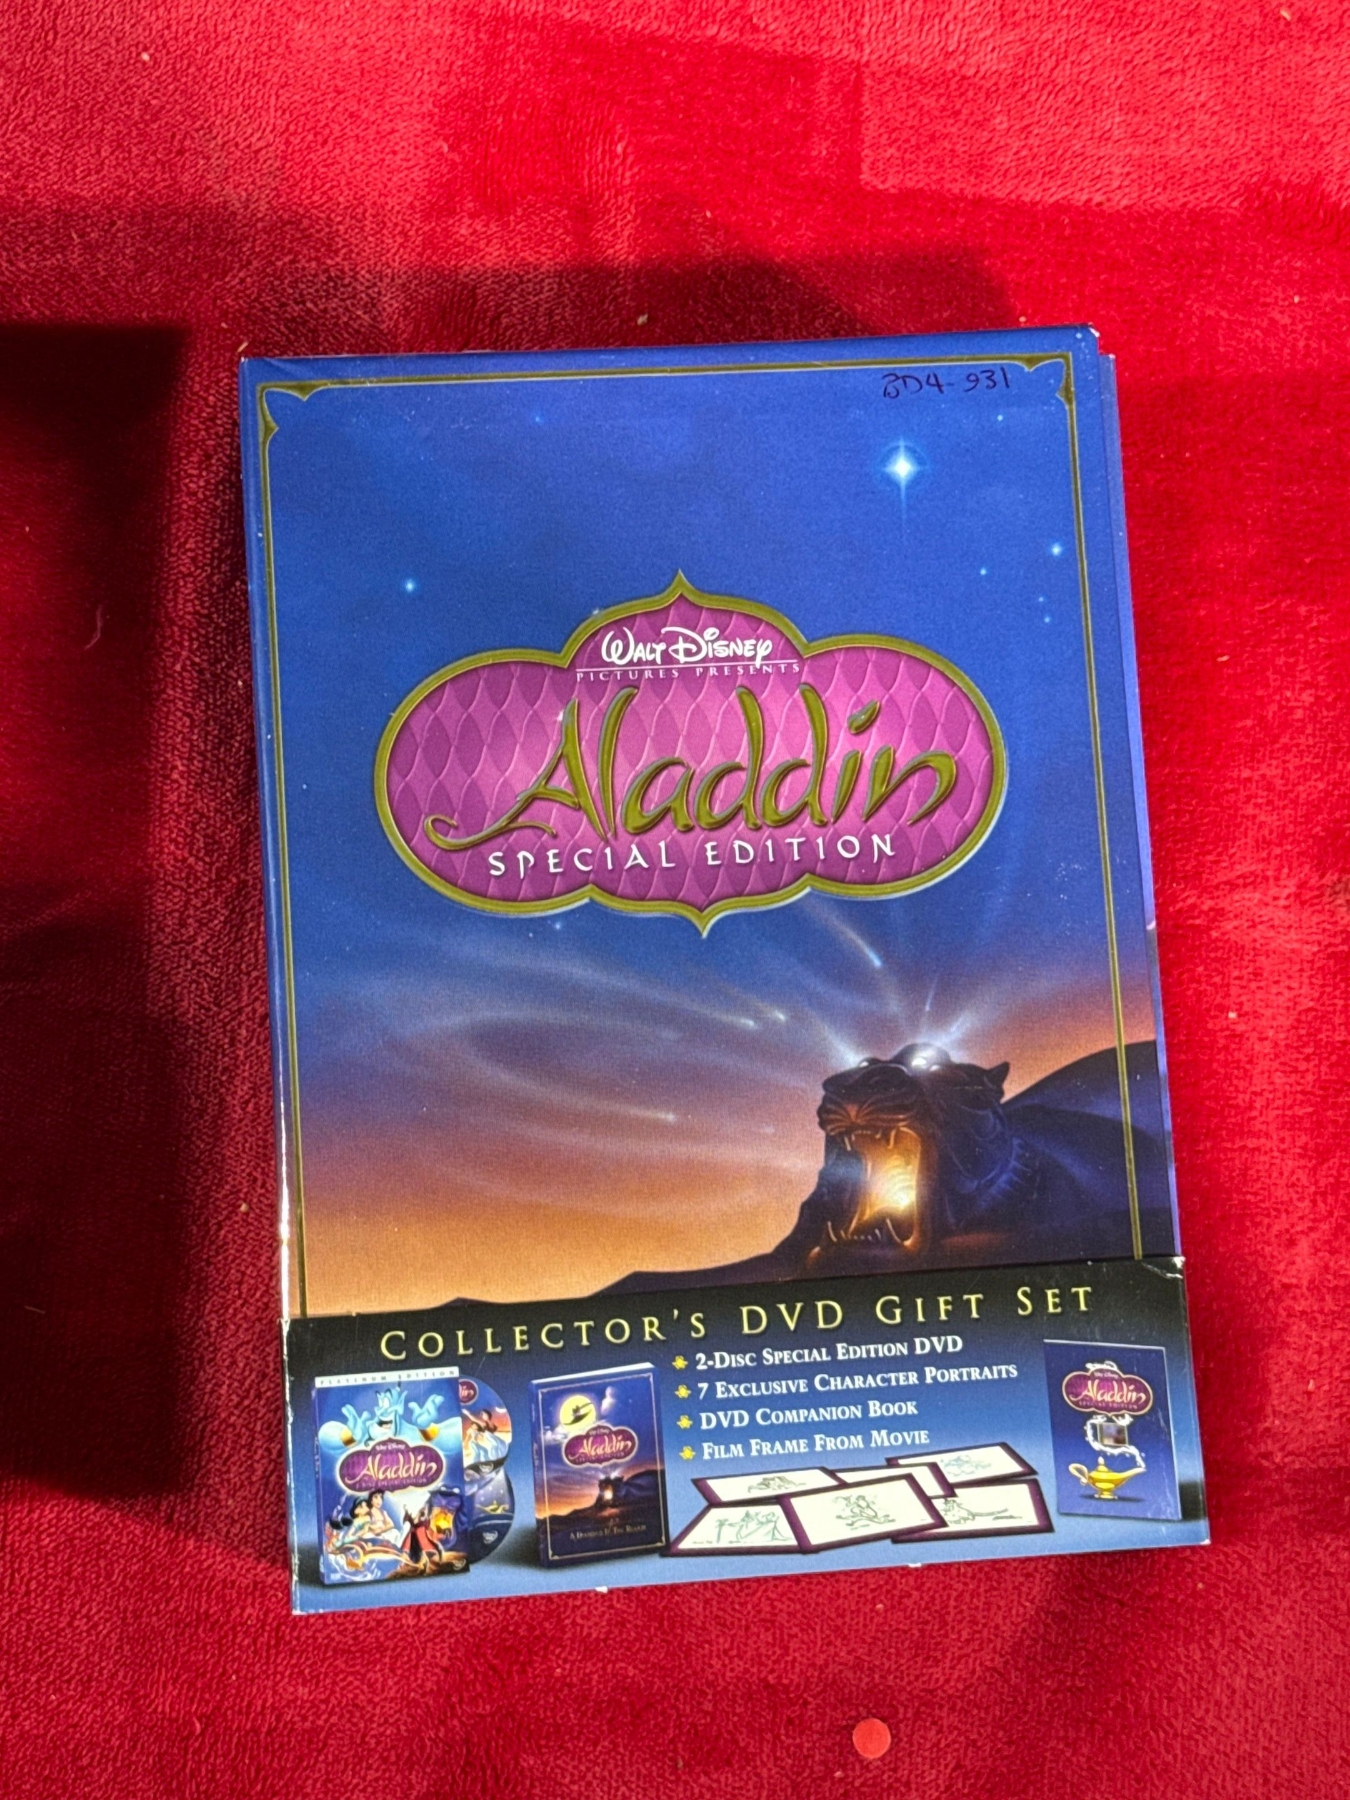 BD4-931
WALT DISNEY
PICTURES PRESENTS
Aladdin
SPECIAL EDITION
COLLECTOR'S DVD GIFT SET
2-DISC SPECIAL EDITION DVD
7 EXCLUSIVE CHARACTER PORTRAITS
DVD COMPANION BOOK
FILM FRAME FROM MOVIE
PLATINUM EDITION
Aladdin
Aladdin
Aladdin
SPECIAL EDITION